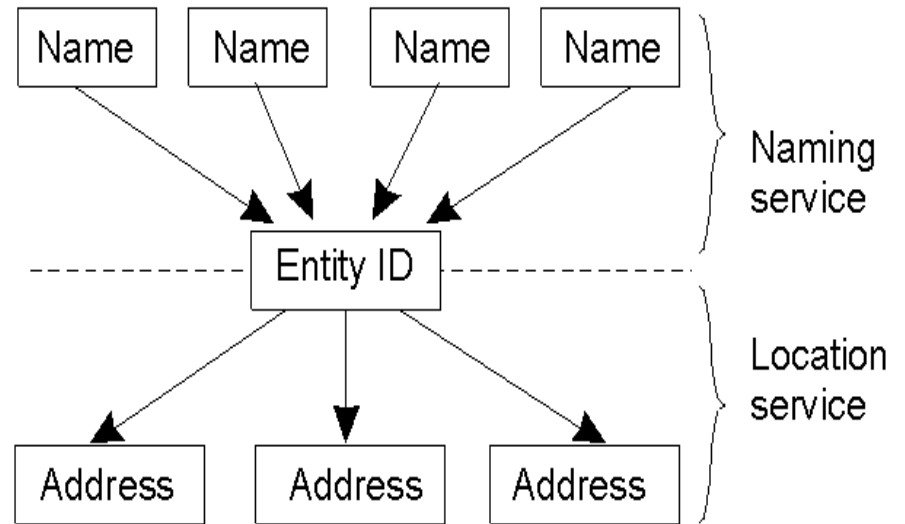 Name
Name
Name
Name
Naming
service
Entity ID
Location
service
Address
Address
Address